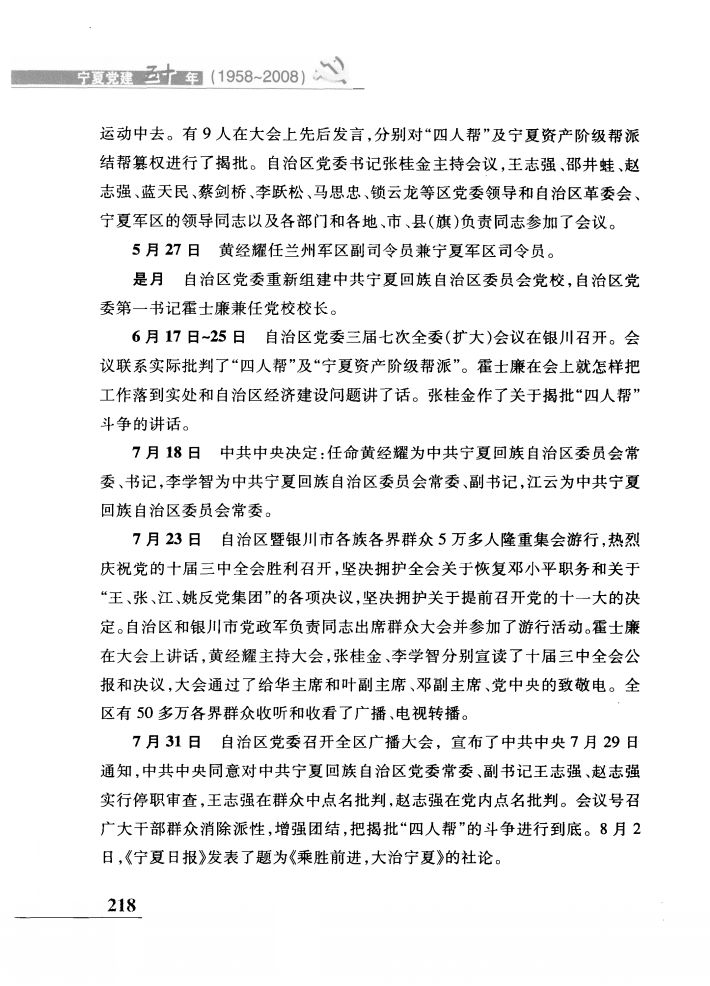 宁夏党建五十年(1958~2008)
运动中去。有9人在大会上先后发言,分别对“四人帮”及宁夏资产阶级帮派
结帮篡权进行了揭批。自治区党委书记张桂金主持会议,王志强、邵井蛙、赵
志强、蓝天民、蔡剑桥、李跃松、马思忠、锁云龙等区党委领导和自治区革委会、
宁夏军区的领导同志以及各部门和各地、市、县(旗)负责同志参加了会议。
5月27日 黄经耀任兰州军区副司令员兼宁夏军区司令员。
是月 自治区党委重新组建中共宁夏回族自治区委员会党校,自治区党
委第一书记霍士廉兼任党校校长。
6月17日~25日 自治区党委三届七次全委(扩大)会议在银川召开。会
议联系实际批判了“四人帮”及“宁夏资产阶级帮派”。霍士廉在会上就怎样把
工作落到实处和自治区经济建设问题讲了话。张桂金作了关于揭批“四人帮”
斗争的讲话。
7月18日 中共中央决定:任命黄经耀为中共宁夏回族自治区委员会常
委、书记,李学智为中共宁夏回族自治区委员会常委、副书记,江云为中共宁夏
回族自治区委员会常委。
7月23日 自治区暨银川市各族各界群众5万多人隆重集会游行,热烈
庆祝党的十届三中全会胜利召开,坚决拥护全会关于恢复邓小平职务和关于
“王、张、江、姚反党集团”的各项决议,坚决拥护关于提前召开党的十一大的决
定。自治区和银川市党政军负责同志出席群众大会并参加了游行活动。霍士廉
在大会上讲话,黄经耀主持大会,张桂金、李学智分别宣读了十届三中全会公
报和决议,大会通过了给华主席和叶副主席、邓副主席、党中央的致敬电。全
区有50多万各界群众收听和收看了广播、电视转播。
7月31日 自治区党委召开全区广播大会,宣布了中共中央7月29日
通知,中共中央同意对中共宁夏回族自治区党委常委、副书记王志强、赵志强
实行停职审查,王志强在群众中点名批判,赵志强在党内点名批判。会议号召
广大干部群众消除派性,增强团结,把揭批“四人帮”的斗争进行到底。8月2
日,《宁夏日报》发表了题为《乘胜前进,大治宁夏》的社论。
218